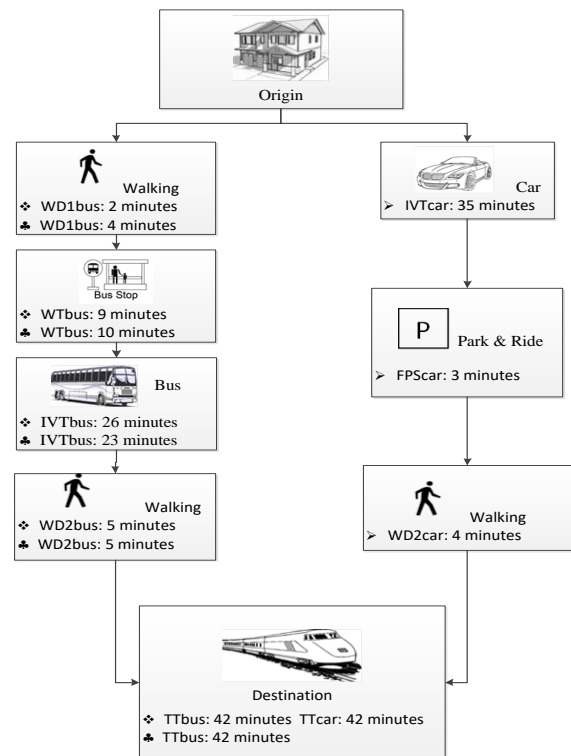 Origin
Walking
❖ WD1bus: 2 minutes
♣ WD1bus: 4 minutes
Bus Stop
❖ WTbus: 9 minutes
♣ WTbus: 10 minutes
Bus
❖ IVTbus: 26 minutes
♣ IVTbus: 23 minutes
Walking
❖ WD2bus: 5 minutes
♣ WD2bus: 5 minutes
Car
➢ IVTcar: 35 minutes
P
Park & Ride
➢ FPScar: 3 minutes
Walking
➢ WD2car: 4 minutes
Destination
❖ TTbus: 42 minutes TTcar: 42 minutes
♣ TTbus: 42 minutes